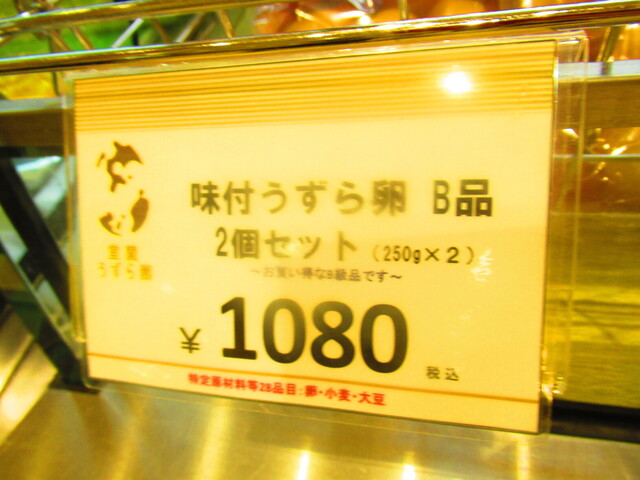 室蘭
うずら園
味付うずら卵 B品
2個セット(250g×2)
～お買い得なB級品です～
¥1080 税込
特定原材料等28品目:卵・小麦・大豆